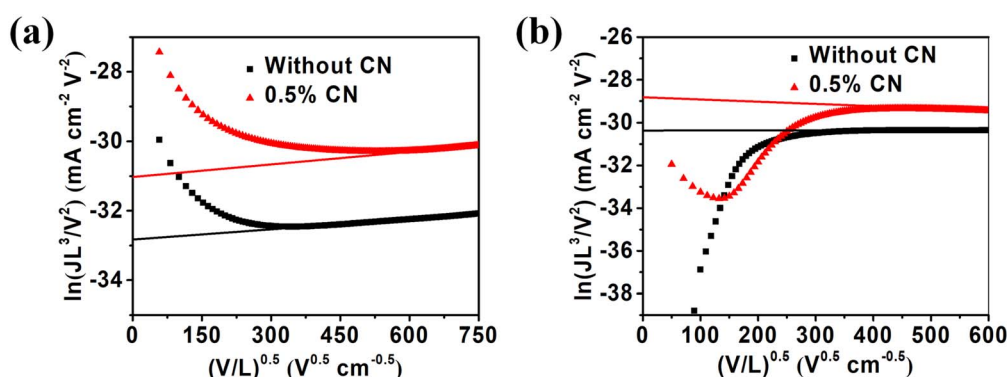 (a)
Without CN
0.5% CN
ln(JL³/V²) (mA cm⁻² V⁻²)
-28
-30
-32
-34
0 150 300 450 600 750
(V/L)^0.5 (V^0.5 cm^-0.5)
(b)
Without CN
0.5% CN
ln(JL³/V²) (mA cm⁻² V⁻²)
-26
-28
-30
-32
-34
-36
-38
0 100 200 300 400 500 600
(V/L)^0.5 (V^0.5 cm^-0.5)